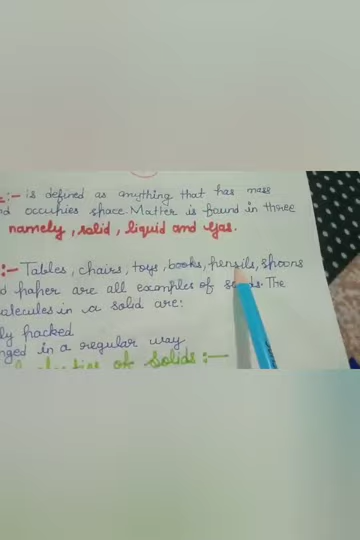 :- is defined as anything that has mass
nd occupies space. Matter is found in three
namely, solid, liquid and gas.
:- Tables, chairs, toys, books, pensils, spoons
d paper are all examples of The
olecules in a solid are:
ly packed
nged in a regular way
of solids :-